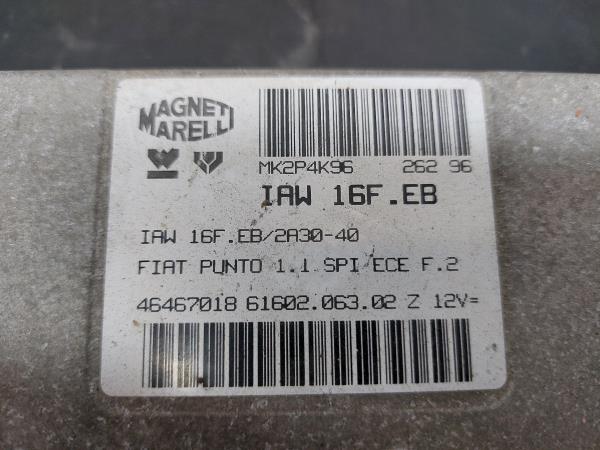 MAGNETI
MARELLI
MK2P4K96 262 96
IAW 16F.EB
IAW 16F.EB/2A30-40
FIAT PUNTO 1.1 SPI ECE F.2
46467018 61602.063.02 Z 12V=